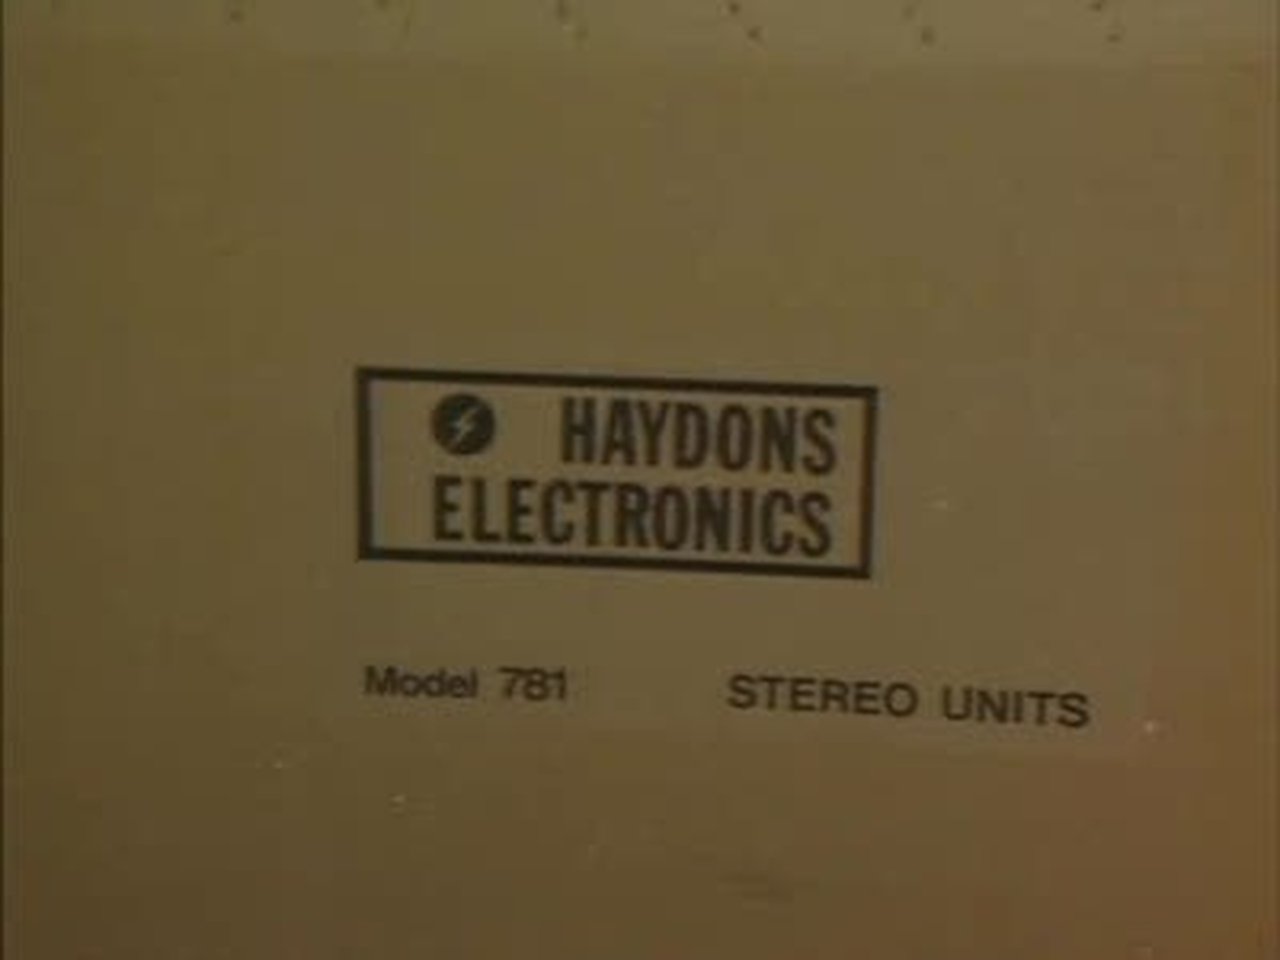 HAYDONS
ELECTRONICS
Model 781 STEREO UNITS